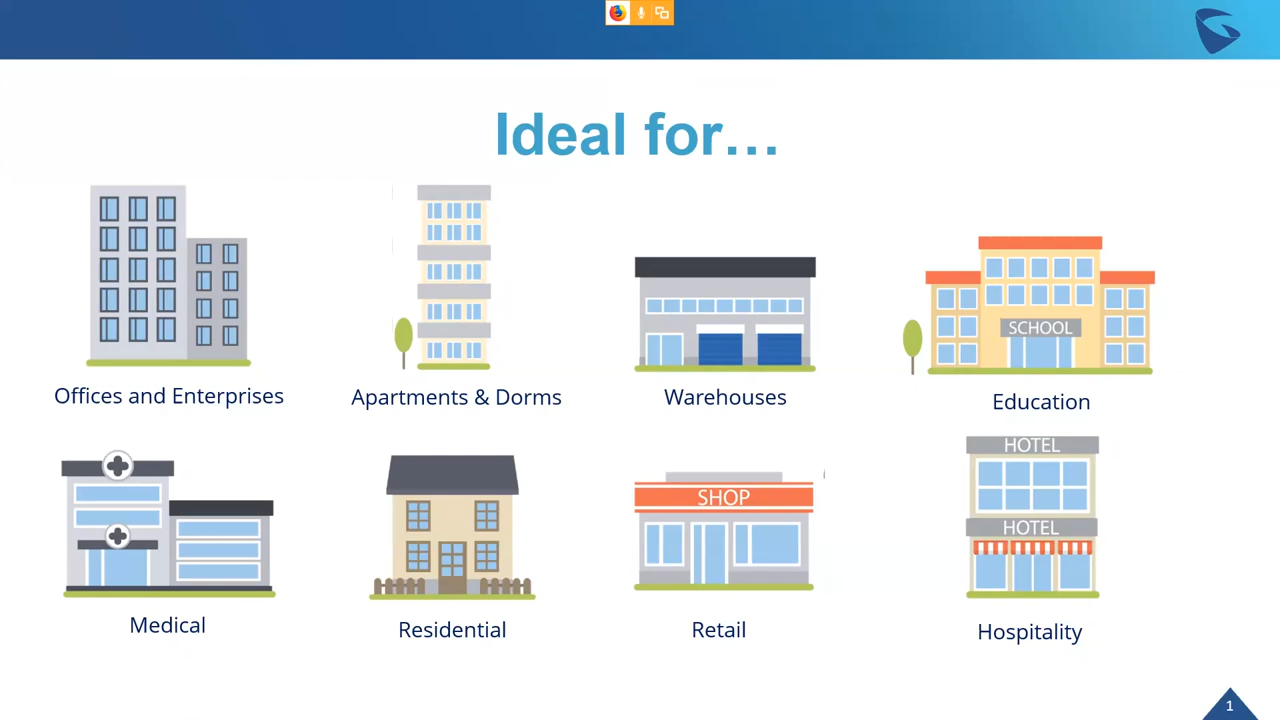 Ideal for…
SCHOOL
Offices and Enterprises
Apartments & Dorms
Warehouses
Education
HOTEL
SHOP
HOTEL
Medical
Residential
Retail
Hospitality
1